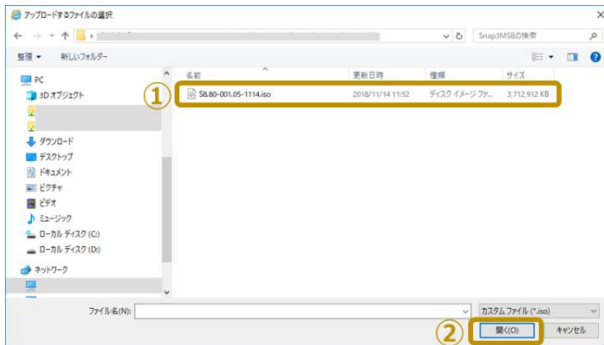 アップロードするファイルの選択
Snap3MSBの検索
整理 新しいフォルダー
名前 更新日時 種類 サイズ
PC
3D オブジェクト
① S8.80-001.05-1114.iso 2018/11/14 11:52 ディスク イメージ ファ... 3,712,912 KB
ダウンロード
デスクトップ
ドキュメント
ピクチャ
ビデオ
ミュージック
ローカル ディスク (C:)
ローカル ディスク (D:)
ネットワーク
ファイル名(N): カスタム ファイル (*.iso)
② 開く(O) キャンセル